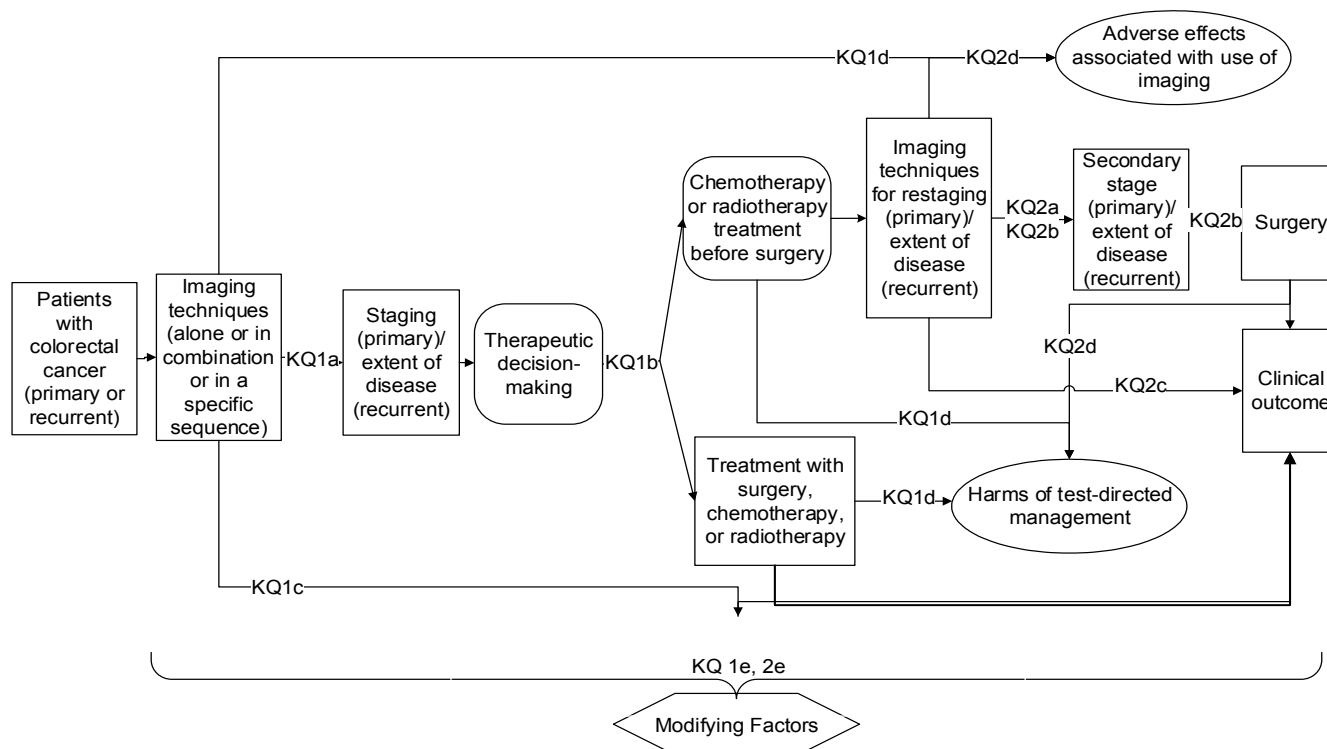 Adverse effects
associated with use of
imaging
KQ1d
KQ2d
Imaging
techniques
for restaging
(primary)/
extent of
disease
(recurrent)
Chemotherapy
or radiotherapy
treatment
before surgery
KQ2a
KQ2b
Secondary
stage
(primary)/
extent of
disease
(recurrent)
KQ2b
Surgery
Patients
with
colorectal
cancer
(primary or
recurrent)
Imaging
techniques
(alone or in
combination
or in a
specific
sequence)
KQ1a
Staging
(primary)/
extent of
disease
(recurrent)
Therapeutic
decision-
making
KQ1b
KQ2d
KQ2c
Clinical
outcome
KQ1d
Treatment with
surgery,
chemotherapy,
or radiotherapy
KQ1d
Harms of test-directed
management
KQ1c
KQ 1e, 2e
Modifying Factors